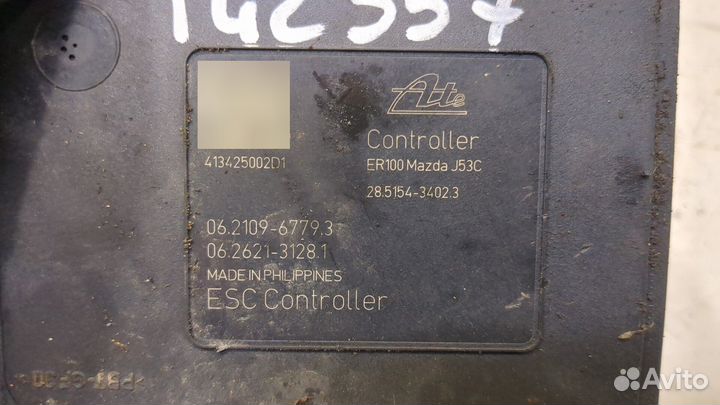 142557
Ate
Controller
413425002D1
ER100 Mazda J53C
28.5154-3402.3
06.2109-6779.3
06.2621-3128.1
MADE IN PHILIPPINES
ESC Controller
Avito